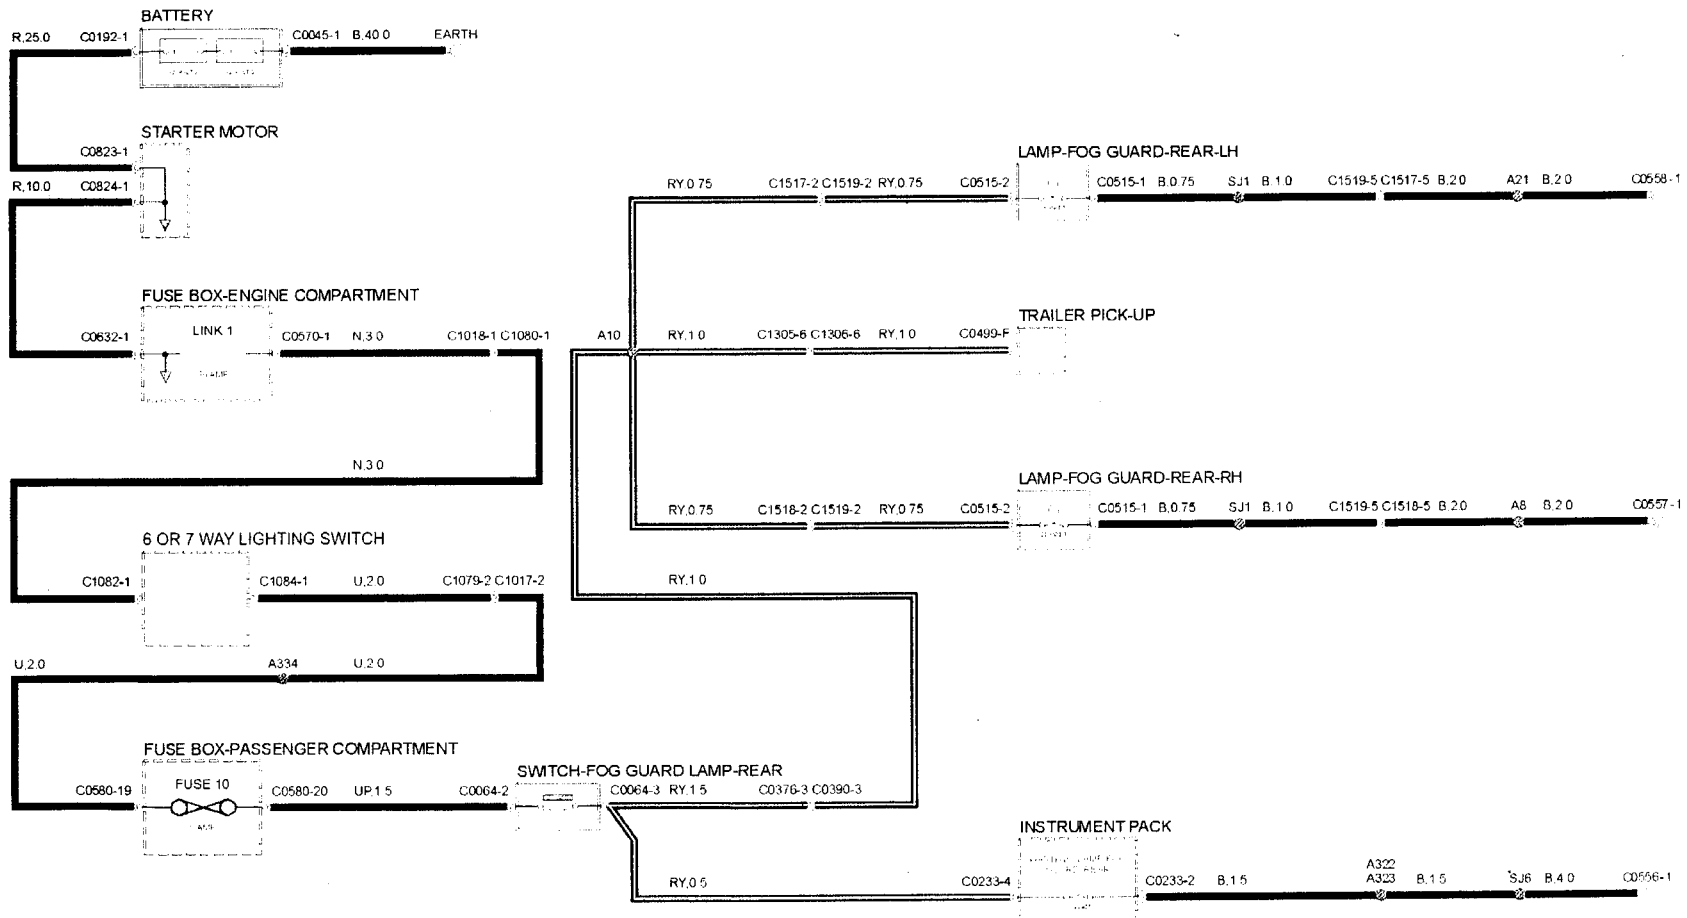 BATTERY
R,25.0 C0192-1 C0045-1 B,40.0 EARTH
STARTER MOTOR
C0823-1
R,10.0 C0824-1
LAMP-FOG GUARD-REAR-LH
RY,0.75 C1517-2 C1519-2 RY,0.75 C0515-2 C0515-1 B,0.75 SJ1 B,1.0 C1519-5 C1517-5 B,2.0 A21 B,2.0 C0558-1
FUSE BOX-ENGINE COMPARTMENT
LINK 1
C0632-1 C0570-1 N,3.0 C1018-1 C1080-1
TRAILER PICK-UP
A10 RY,1.0 C1305-6 C1306-6 RY,1.0 C0499-F
N,3.0
LAMP-FOG GUARD-REAR-RH
RY,0.75 C1518-2 C1519-2 RY,0.75 C0515-2 C0515-1 B,0.75 SJ1 B,1.0 C1519-5 C1518-5 B,2.0 A8 B,2.0 C0557-1
6 OR 7 WAY LIGHTING SWITCH
C1082-1 C1084-1 U,2.0 C1079-2 C1017-2
RY,1.0
U,2.0 A334 U,2.0
FUSE BOX-PASSENGER COMPARTMENT
FUSE 10
C0580-19 C0580-20 UP,1.5 C0064-2
SWITCH-FOG GUARD LAMP-REAR
C0064-3 RY,1.5 C0376-3 C0390-3
INSTRUMENT PACK
RY,0.5 C0233-4 C0233-2 B,1.5
A322
A323 B,1.5 SJ6 B,4.0 C0556-1